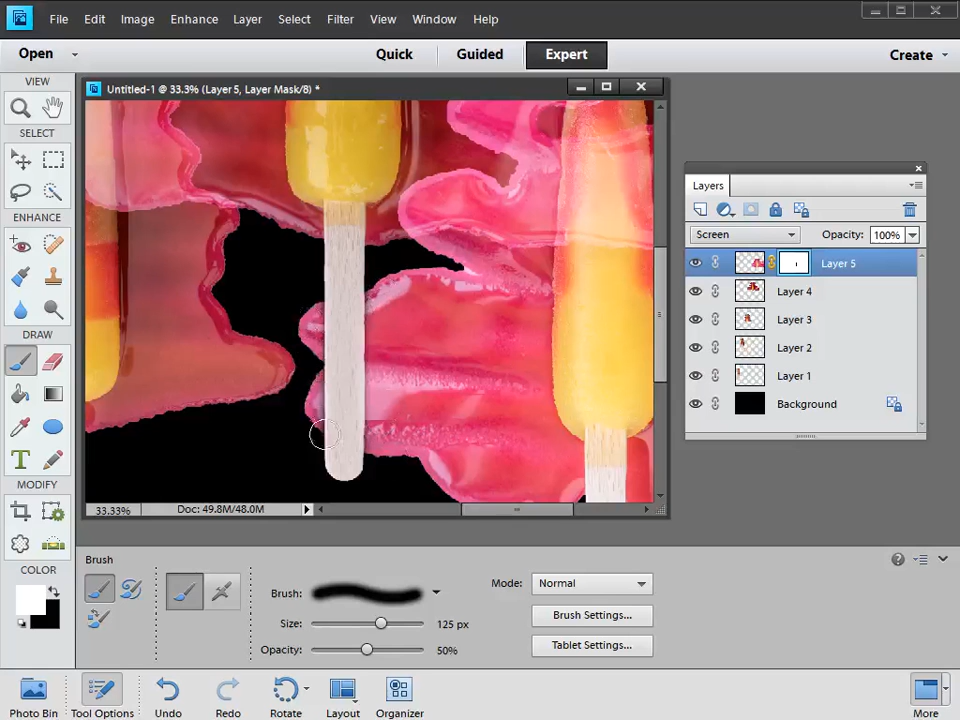 File Edit Image Enhance Layer Select Filter View Window Help
Open Quick Guided Expert Create
VIEW
SELECT
ENHANCE
DRAW
MODIFY
COLOR
Untitled-1 @ 33.3% (Layer 5, Layer Mask/8) *
33.33% Doc: 49.8M/48.0M
Layers
Screen Opacity: 100%
Layer 5
Layer 4
Layer 3
Layer 2
Layer 1
Background
Brush
Brush: Mode: Normal
Size: 125 px Brush Settings...
Opacity: 50% Tablet Settings...
Photo Bin Tool Options Undo Redo Rotate Layout Organizer More